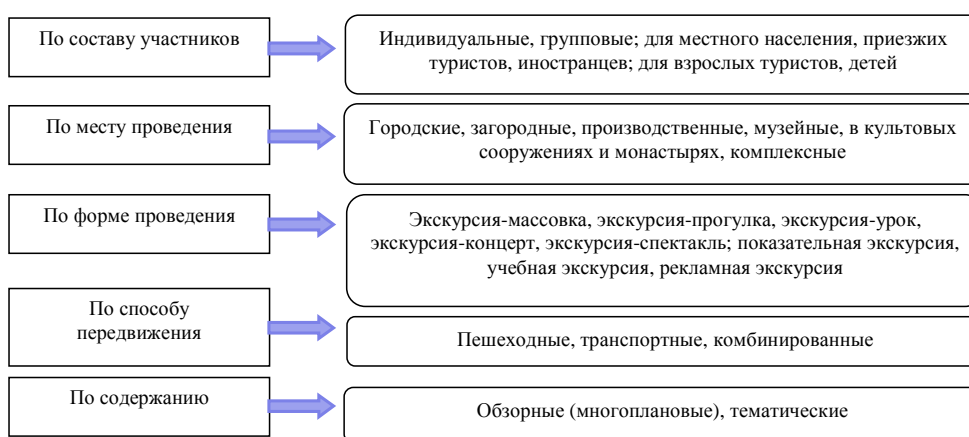 По составу участников
Индивидуальные, групповые; для местного населения, приезжих
туристов, иностранцев; для взрослых туристов, детей
По месту проведения
Городские, загородные, производственные, музейные, в культовых
сооружениях и монастырях, комплексные
По форме проведения
Экскурсия-массовка, экскурсия-прогулка, экскурсия-урок,
экскурсия-концерт, экскурсия-спектакль; показательная экскурсия,
учебная экскурсия, рекламная экскурсия
По способу
передвижения
Пешеходные, транспортные, комбинированные
По содержанию
Обзорные (многоплановые), тематические